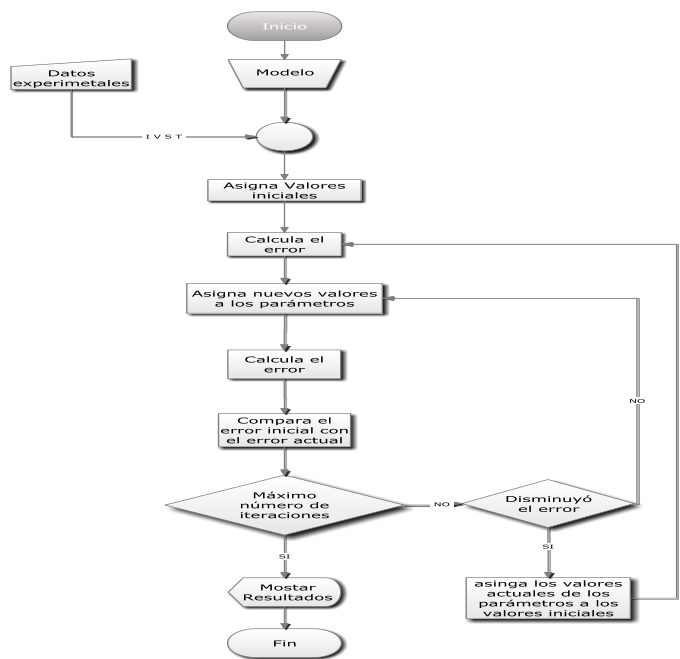 Inicio
Datos
experimetales
Modelo
I V S T
Asigna Valores
iniciales
Calcula el
error
Asigna nuevos valores
a los parámetros
Calcula el
error
NO
Compara el
error inicial con
el error actual
Máximo
número de
iteraciones
NO
Disminuyó
el error
SI
SI
Mostar
Resultados
asinga los valores
actuales de los
parámetros a los
valores iniciales
Fin